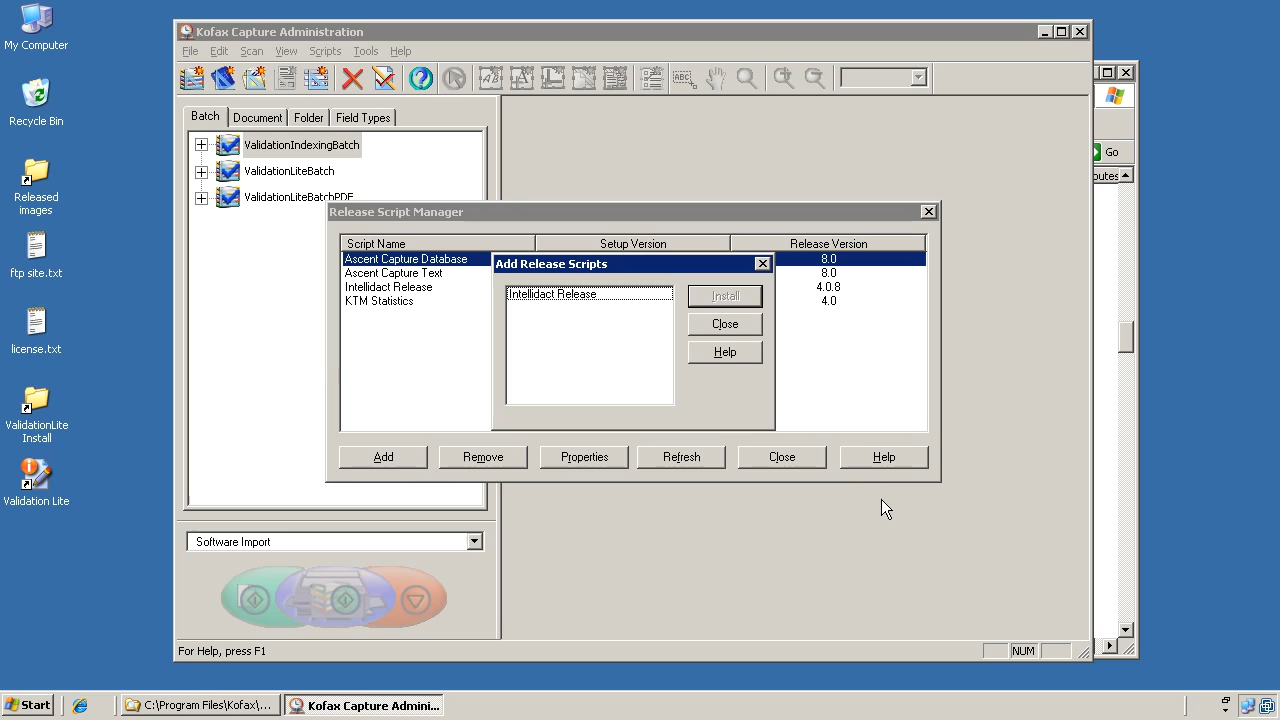 My Computer
Recycle Bin
Released
images
ftp site.txt
license.txt
ValidationLite
Install
Validation Lite
Kofax Capture Administration
File Edit Scan View Scripts Tools Help
Batch Document Folder Field Types
ValidationIndexingBatch
ValidationLiteBatch
ValidationLiteBatchPDF
Go
Release Script Manager
Script Name Setup Version Release Version
Ascent Capture Database 8.0
Ascent Capture Text 8.0
Intellidact Release 4.0.8
KTM Statistics 4.0
Add Release Scripts
Intellidact Release
Install
Close
Help
Add Remove Properties Refresh Close Help
Software Import
For Help, press F1
NUM
Start
C:\Program Files\Kofax\...
Kofax Capture Admini...